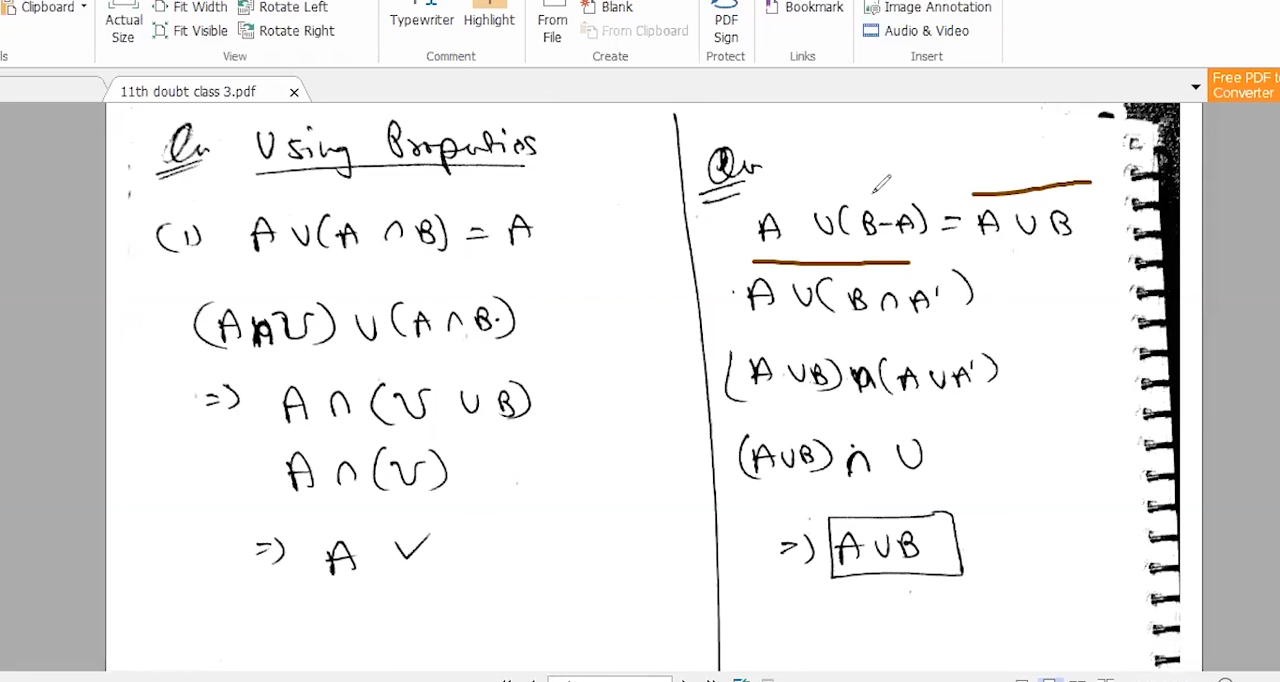 Clipboard
Actual Size
Fit Width
Fit Visible
Rotate Left
Rotate Right
View
Typewriter
Highlight
Comment
From File
Blank
From Clipboard
Create
PDF Sign
Protect
Bookmark
Links
Image Annotation
Audio & Video
Insert
11th doubt class 3.pdf
Free PDF to
Converter
Qn Using Properties
(1) A ∪ (A ∩ B) = A
(A ∩ U) ∪ (A ∩ B)
=> A ∩ (U ∪ B)
A ∩ (U)
=> A ✓
Qn
A ∪ (B-A) = A ∪ B
A ∪ (B ∩ A')
(A ∪ B) ∩ (A ∪ A')
(A∪B) ∩ U
=> A ∪ B